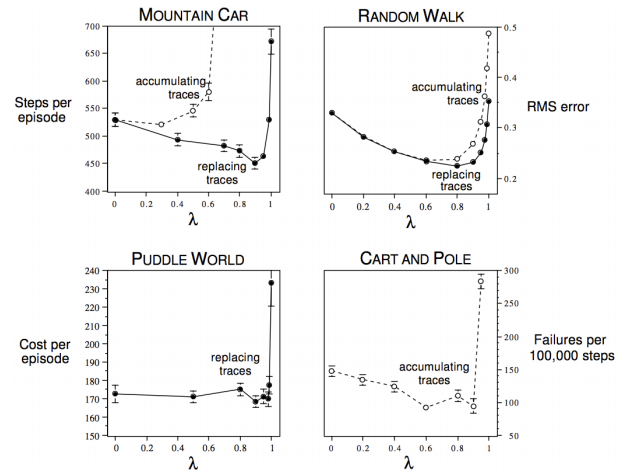 MOUNTAIN CAR
700
650
600
550
500
450
400
Steps per
episode
accumulating
traces
replacing
traces
0 0.2 0.4 0.6 0.8 1
λ
RANDOM WALK
0.5
0.4
0.3
0.2
RMS error
accumulating
traces
replacing
traces
0 0.2 0.4 0.6 0.8 1
λ
PUDDLE WORLD
240
230
220
210
200
190
180
170
160
150
Cost per
episode
replacing
traces
0 0.2 0.4 0.6 0.8 1
λ
CART AND POLE
300
250
200
150
100
50
Failures per
100,000 steps
accumulating
traces
0 0.2 0.4 0.6 0.8 1
λ